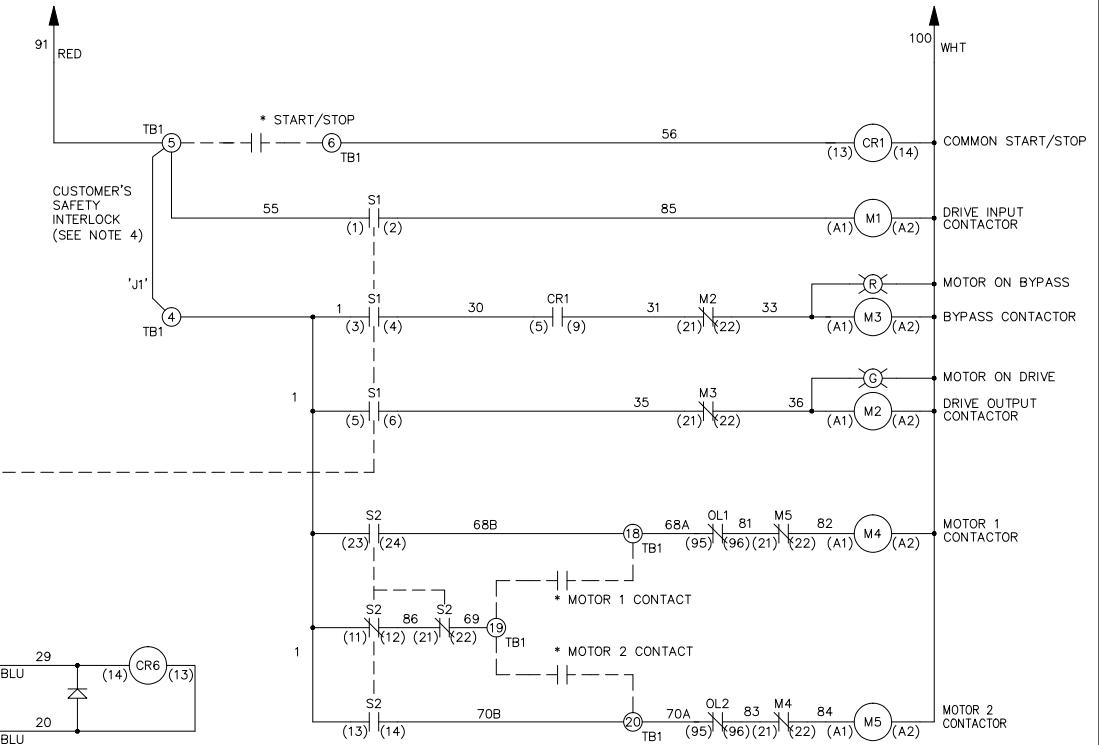 91
RED
100
WHT
* START/STOP
TB1
5
6
TB1
56
CR1
(13)
(14)
COMMON START/STOP
CUSTOMER'S
SAFETY
INTERLOCK
(SEE NOTE 4)
55
S1
(1)
(2)
85
M1
(A1)
(A2)
DRIVE INPUT
CONTACTOR
'J1'
R
MOTOR ON BYPASS
4
TB1
1
S1
(3)
(4)
30
CR1
(5)
(9)
31
M2
(21)
(22)
33
M3
(A1)
(A2)
BYPASS CONTACTOR
G
MOTOR ON DRIVE
1
S1
(5)
(6)
35
M3
(21)
(22)
36
M2
(A1)
(A2)
DRIVE OUTPUT
CONTACTOR
S2
(23)
(24)
68B
18
TB1
68A
OL1
(95)
(96)
81
M5
(21)
(22)
82
M4
(A1)
(A2)
MOTOR 1
CONTACTOR
* MOTOR 1 CONTACT
S2
(11)
(12)
86
S2
(21)
(22)
69
19
TB1
1
* MOTOR 2 CONTACT
29
BLU
(14)
CR6
(13)
20
BLU
S2
(13)
(14)
70B
20
TB1
70A
OL2
(95)
(96)
83
M4
(21)
(22)
84
M5
(A1)
(A2)
MOTOR 2
CONTACTOR